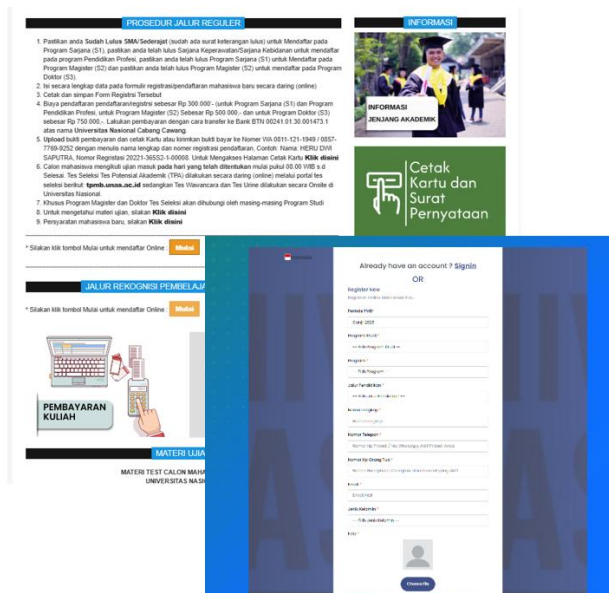 PROSEDUR JALUR REGULER
1. Pastikan anda Sudah Lulus SMA/Sederajat (sudah ada surat keterangan lulus) untuk Mendaftar pada
Program Sarjana (S1), pastikan anda telah lulus Sarjana Keperawatan/Sarjana Kebidanan untuk mendaftar
pada program Pendidikan Profesi, pastikan anda telah lulus Program Sarjana (S1) untuk Mendaftar pada
Program Magister (S2) dan pastikan anda telah lulus Program Magister (S2) untuk mendaftar pada Program
Doktor (S3).
2. Isi secara lengkap data pada formulir registrasi/pendaftaran mahasiswa baru secara daring (online)
3. Cetak dan simpan Form Registrsi Tersebut
4. Biaya pendaftaran pendaftaran/registrsi sebesar Rp 300.000'- (untuk Program Sarjana (S1) dan Program
Pendidikan Profesi, untuk Program Magister (S2) Sebesar Rp 500.000,- dan untuk Program Doktor (S3)
sebesar Rp 750.000,-. Lakukan pembayaran dengan cara transfer ke Bank BTN 00241.01.30.001473.1
atas nama Universitas Nasional Cabang Cawang.
5. Upload bukti pembayaran dan cetak Kartu atau kirimkan bukti bayar ke Nomer WA 0811-121-1949 / 0857-
7769-9252 dengan menulis nama lengkap dan nomor registrasi pendaftaran, Contoh: Nama: HERU DWI
SAPUTRA, Nomor Registasi 20221-365S2-1-00008. Untuk Mengakses Halaman Cetak Kartu Klik disini
6. Calon mahasiswa mengikuti ujian masuk pada hari yang telah ditentukan mulai pukul 08.00 WIB s.d
Selesai. Tes Seleksi Tes Potensial Akademik (TPA) dilakukan secara daring (online) melalui portal tes
seleksi berikut: tpmb.unas.ac.id sedangkan Tes Wawancara dan Tes Urine dilakukan secara Onsite di
Universitas Nasional.
7. Khusus Program Magister dan Doktor Tes Seleksi Akan dihubungi oleh masing-masing Program Studi
8. Untuk mengetahui materi ujian, silakan Klik disini
9. Persyaratan mahasiswa baru, silakan Klik disini
* Silakan klik tombol Mulai untuk mendaftar Online : Mulai
JALUR REKOGNISI PEMBELAJA
* Silakan Klik tombol Mulai untuk mendaftar Online : Mulai
PEMBAYARAN
KULIAH
MATERI UJIA
MATERI TEST CALON MAHA
UNIVERSITAS NASIO
INFORMASI
INFORMASI
JENJANG AKADEMIK
Cetak
Kartu dan
Surat
Pernyataan
Already have an account ? Signin
OR
Register Now
Periode PMB*
Program Studi *
Program *
Jalur Pendidikan *
Nama Lengkap *
Nomor Telepon *
Nomor Hp Orang Tua *
Email *
Jenis Kelamin *
Foto *
Choose file